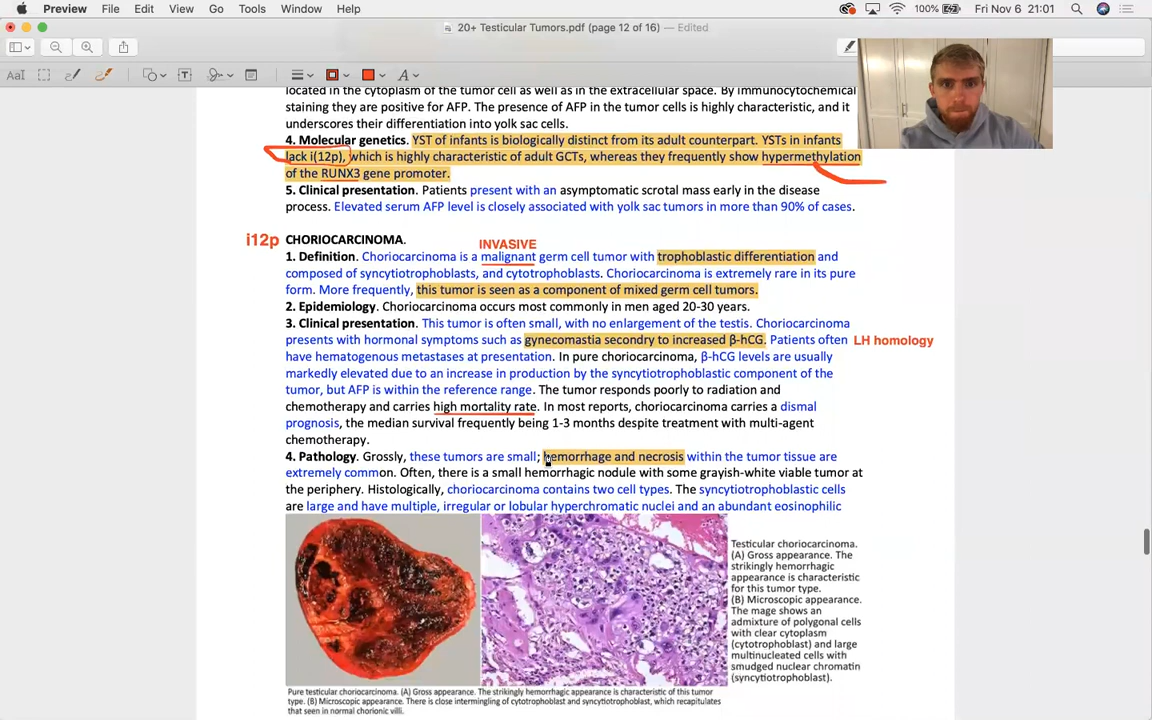 Preview File Edit View Go Tools Window Help 100% Fri Nov 6 21:01
20+ Testicular Tumors.pdf (page 12 of 16) — Edited
located in the cytoplasm of the tumor cell as well as in the extracellular space. By immunocytochemical
staining they are positive for AFP. The presence of AFP in the tumor cells is highly characteristic, and it
underscores their differentiation into yolk sac cells.
4. Molecular genetics. YST of infants is biologically distinct from its adult counterpart. YSTs in infants
lack i(12p), which is highly characteristic of adult GCTs, whereas they frequently show hypermethylation
of the RUNX3 gene promoter.
5. Clinical presentation. Patients present with an asymptomatic scrotal mass early in the disease
process. Elevated serum AFP level is closely associated with yolk sac tumors in more than 90% of cases.
i12p CHORIOCARCINOMA.
INVASIVE
1. Definition. Choriocarcinoma is a malignant germ cell tumor with trophoblastic differentiation and
composed of syncytiotrophoblasts, and cytotrophoblasts. Choriocarcinoma is extremely rare in its pure
form. More frequently, this tumor is seen as a component of mixed germ cell tumors.
2. Epidemiology. Choriocarcinoma occurs most commonly in men aged 20-30 years.
3. Clinical presentation. This tumor is often small, with no enlargement of the testis. Choriocarcinoma
presents with hormonal symptoms such as gynecomastia secondry to increased β-hCG. Patients often LH homology
have hematogenous metastases at presentation. In pure choriocarcinoma, β-hCG levels are usually
markedly elevated due to an increase in production by the syncytiotrophoblastic component of the
tumor, but AFP is within the reference range. The tumor responds poorly to radiation and
chemotherapy and carries high mortality rate. In most reports, choriocarcinoma carries a dismal
prognosis, the median survival frequently being 1-3 months despite treatment with multi-agent
chemotherapy.
4. Pathology. Grossly, these tumors are small; hemorrhage and necrosis within the tumor tissue are
extremely common. Often, there is a small hemorrhagic nodule with some grayish-white viable tumor at
the periphery. Histologically, choriocarcinoma contains two cell types. The syncytiotrophoblastic cells
are large and have multiple, irregular or lobular hyperchromatic nuclei and an abundant eosinophilic
Testicular choriocarcinoma.
(A) Gross appearance. The
strikingly hemorrhagic
appearance is characteristic
for this tumor type.
(B) Microscopic appearance.
The mage shows an
admixture of polygonal cells
with clear cytoplasm
(cytotrophoblast) and large
multinucleated cells with
smudged nuclear chromatin
(syncytiotrophoblast).
Pure testicular choriocarcinoma. (A) Gross appearance. The strikingly hemorrhagic appearance is characteristic of this tumor
type. (B) Microscopic appearance. There is close intermingling of cytotrophoblast and syncytiotrophoblast, which recapitulates
that seen in normal chorionic villi.